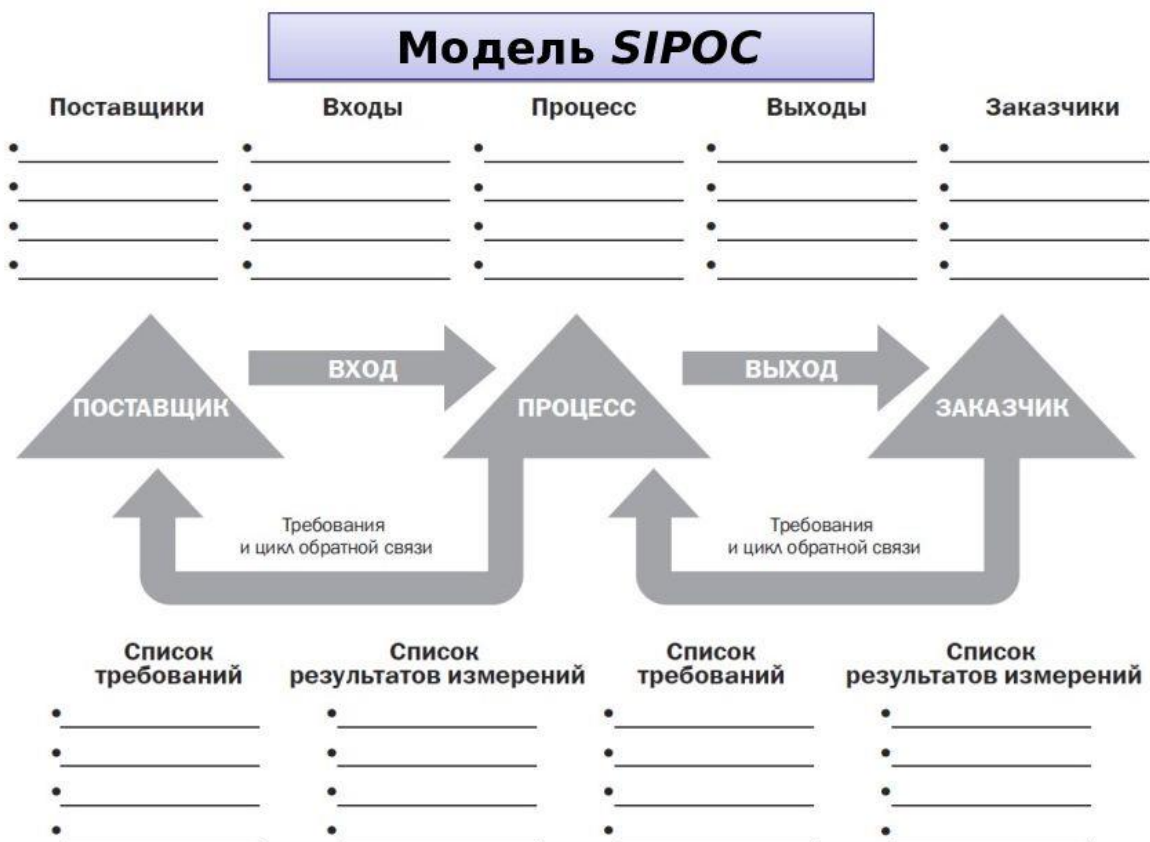 Модель SIPOC
Поставщики Входы Процесс Выходы Заказчики
ВХОД ВЫХОД
ПОСТАВЩИК ПРОЦЕСС ЗАКАЗЧИК
Требования
и цикл обратной связи
Требования
и цикл обратной связи
Список
требований
Список
результатов измерений
Список
требований
Список
результатов измерений